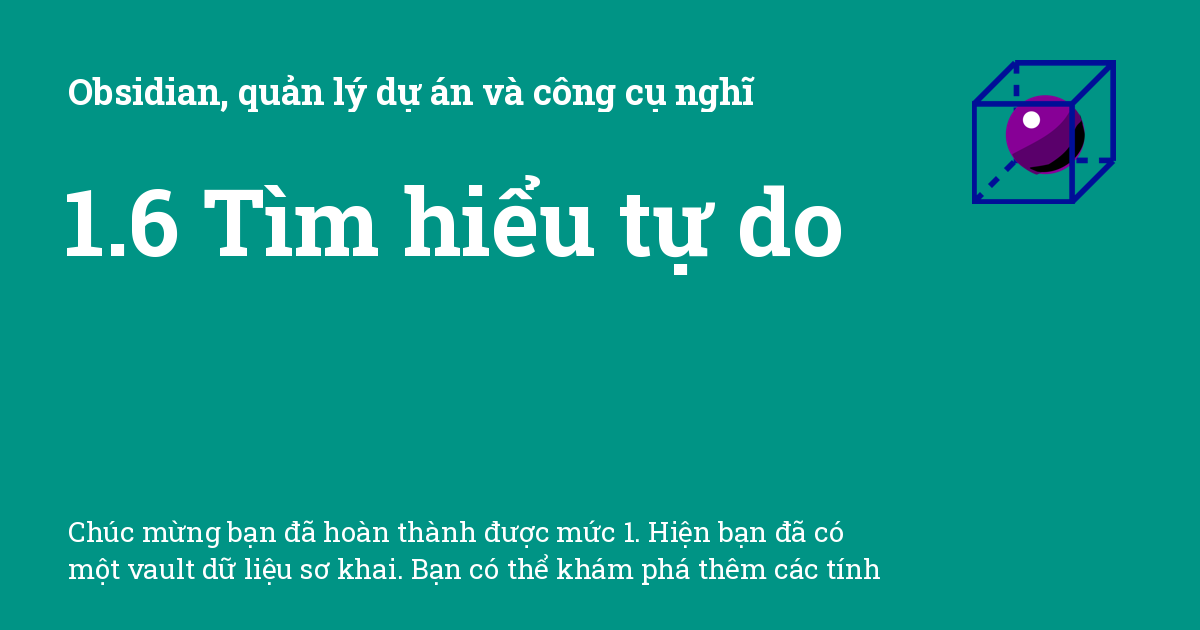 Obsidian, quản lý dự án và công cụ nghĩ
1.6 Tìm hiểu tự do
Chúc mừng bạn đã hoàn thành được mức 1. Hiện bạn đã có
một vault dữ liệu sơ khai. Bạn có thể khám phá thêm các tính